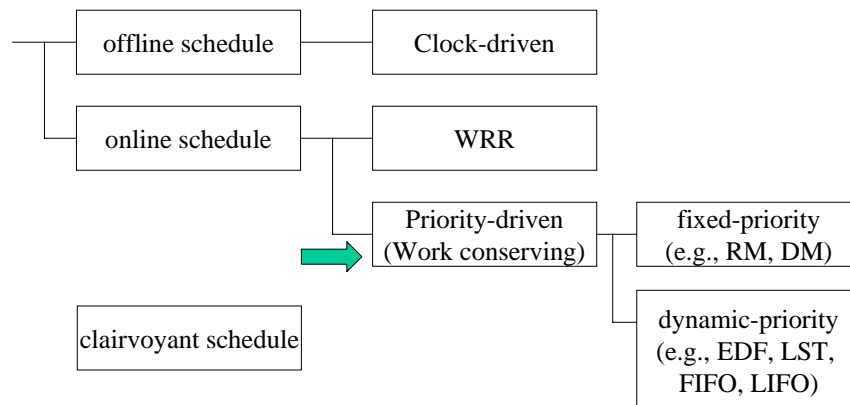 offline schedule
Clock-driven
online schedule
WRR
Priority-driven
(Work conserving)
fixed-priority
(e.g., RM, DM)
clairvoyant schedule
dynamic-priority
(e.g., EDF, LST,
FIFO, LIFO)